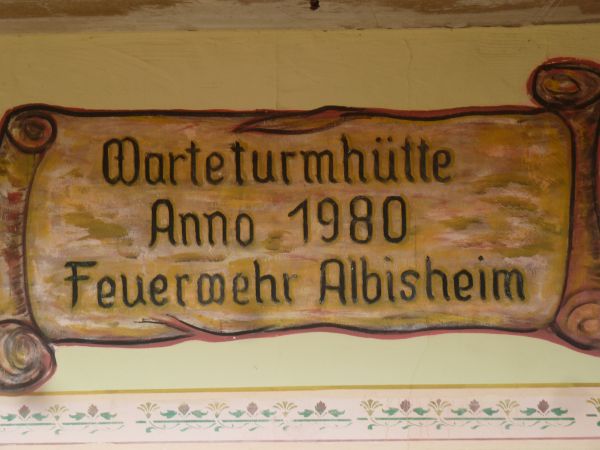 Warteturmhütte
Anno 1980
Feuerwehr Albisheim